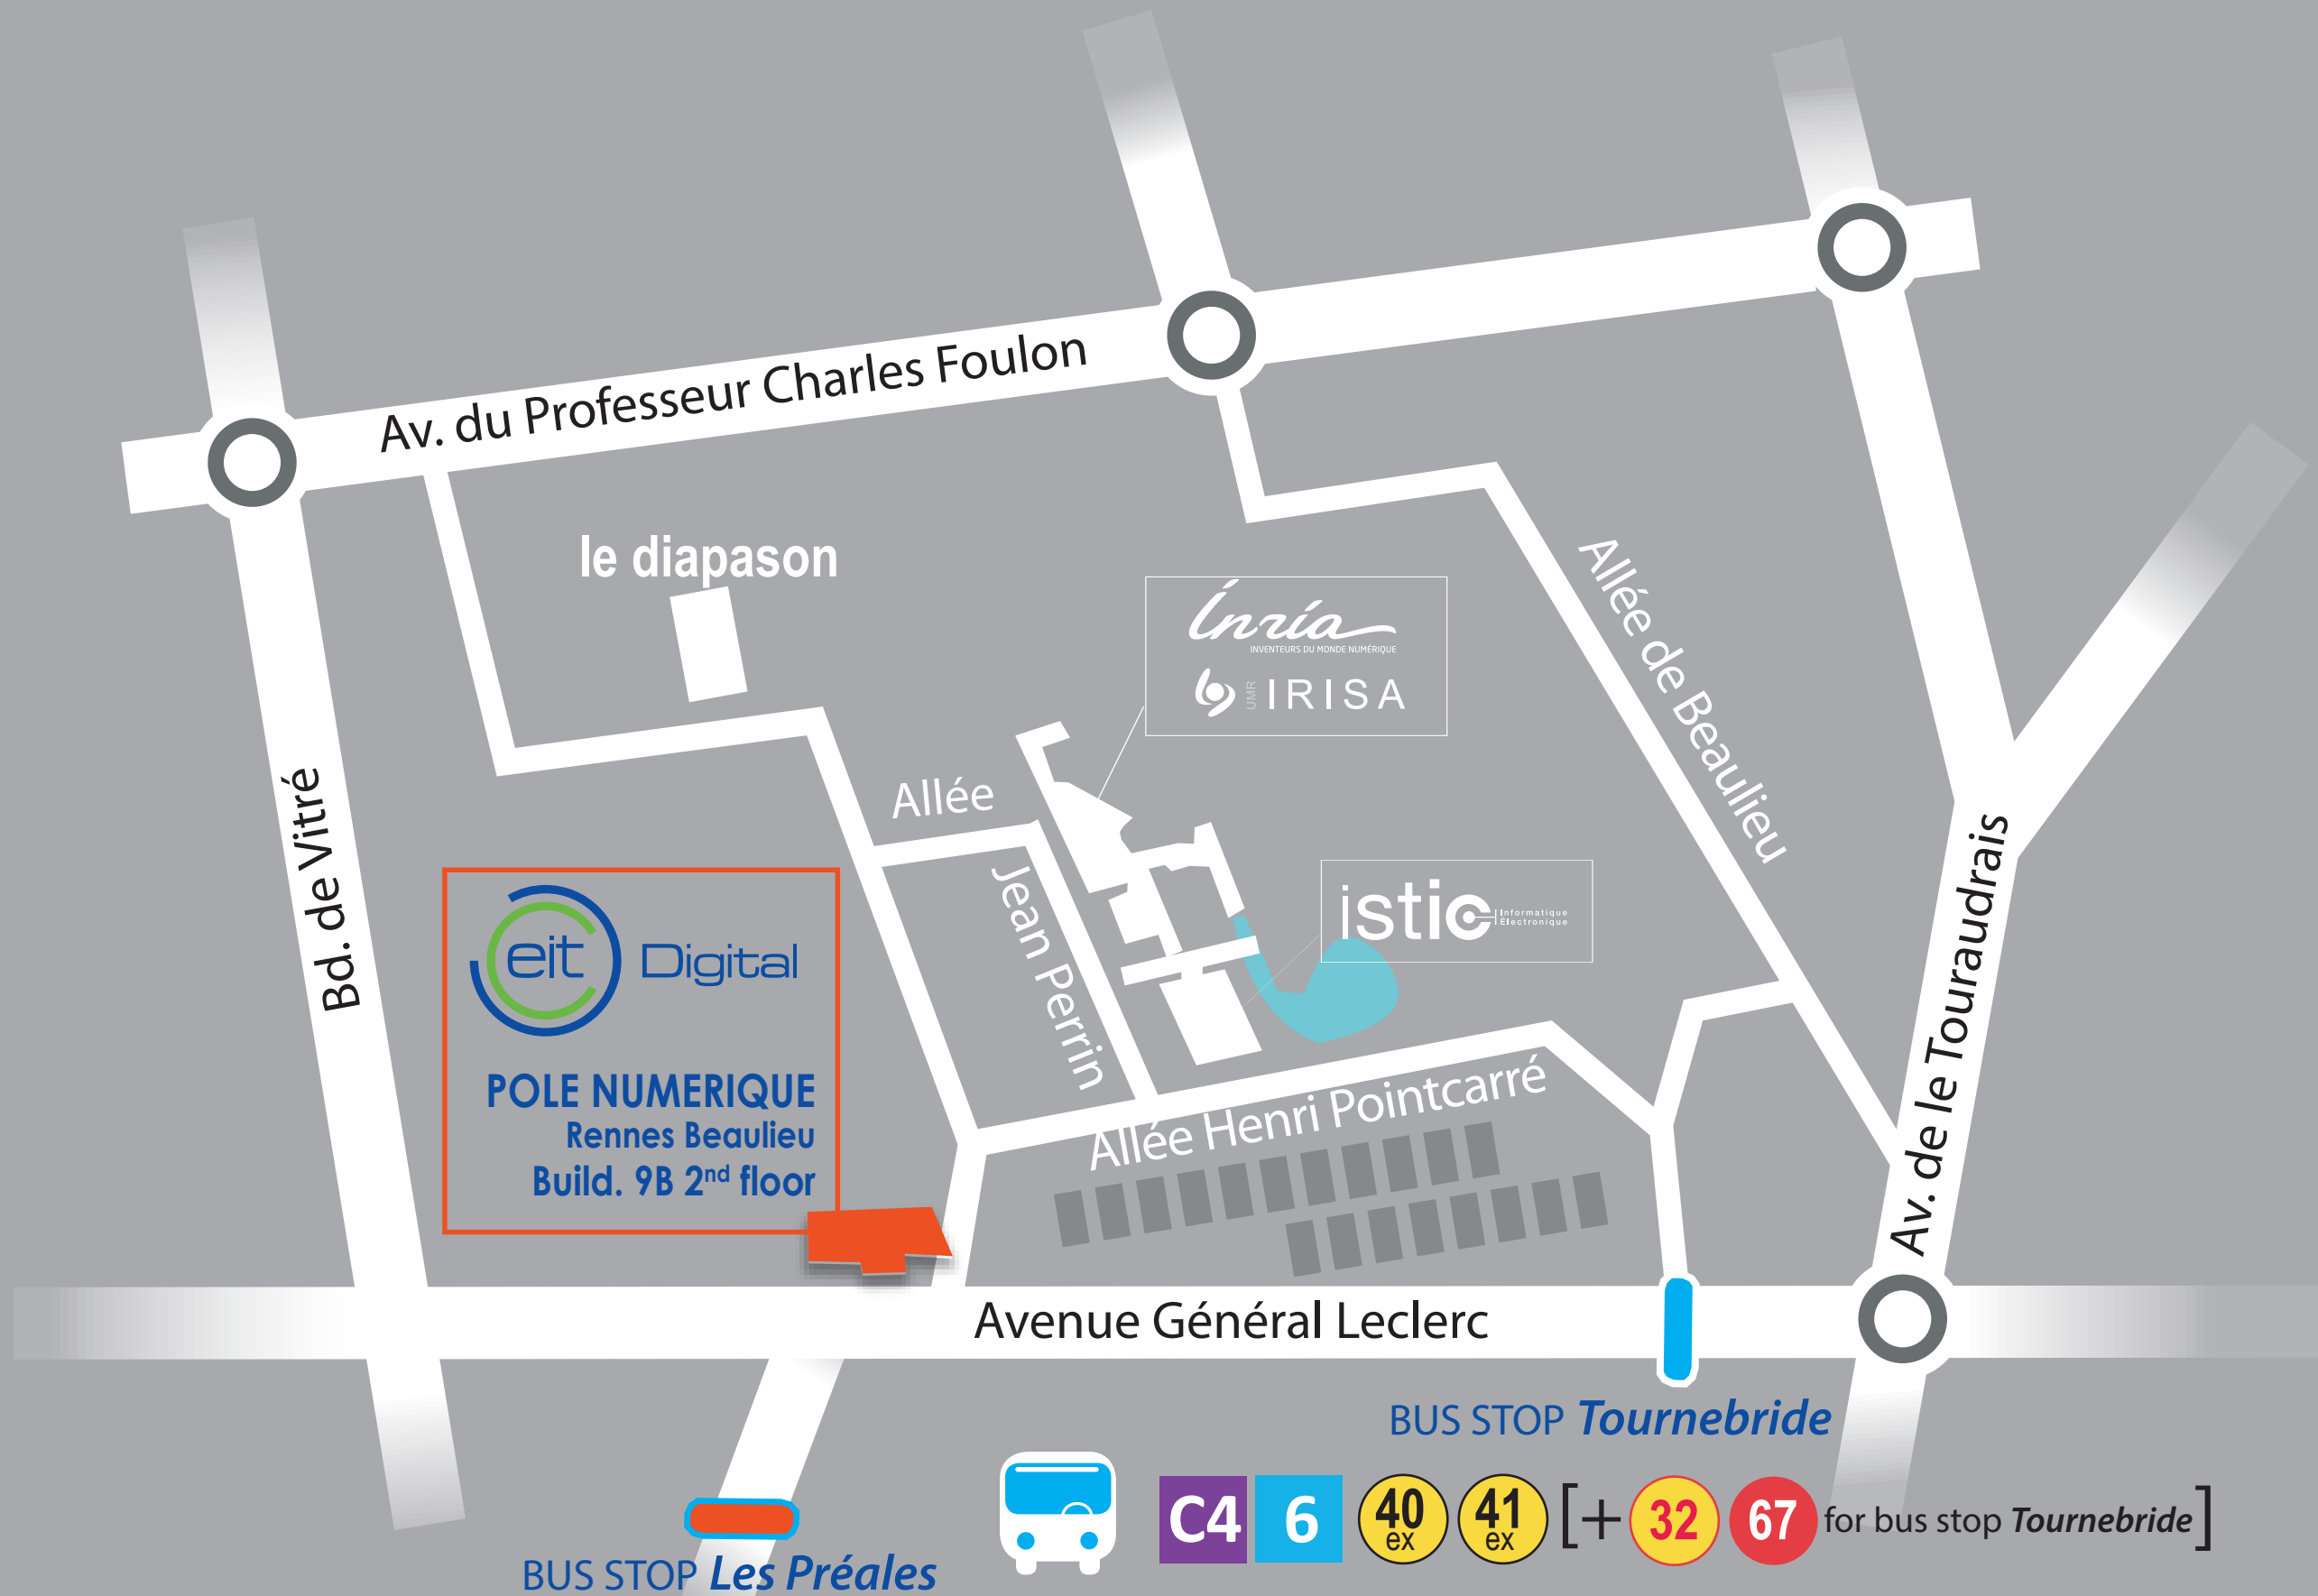 Av. du Professeur Charles Foulon
le diapason
Inria
INVENTEURS DU MONDE NUMÉRIQUE
UMR IRISA
Allée de Beaulieu
Allée
Jean Perrin
Bd. de Vitré
Av. de le Touraudrais
istic Informatique
Électronique
eit Digital
POLE NUMERIQUE
Rennes Beaulieu
Build. 9B 2nd floor
Allée Henri Pointcarré
Avenue Général Leclerc
BUS STOP Tournebride
C4 6 40 ex 41 ex [+ 32 67 for bus stop Tournebride]
BUS STOP Les Préales